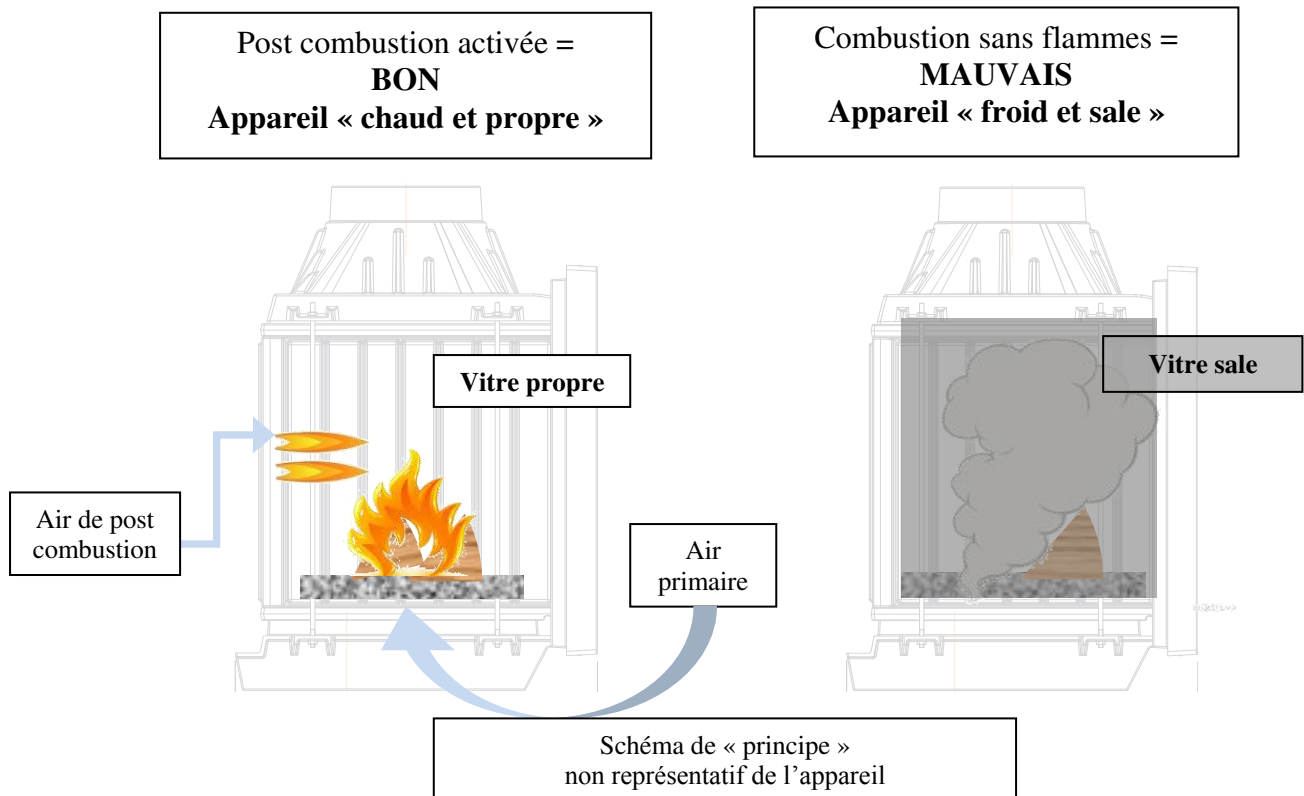 Post combustion activée =
BON
Appareil « chaud et propre »
Combustion sans flammes =
MAUVAIS
Appareil « froid et sale »
Vitre propre
Vitre sale
Air de post
combustion
Air
primaire
Schéma de « principe »
non représentatif de l'appareil